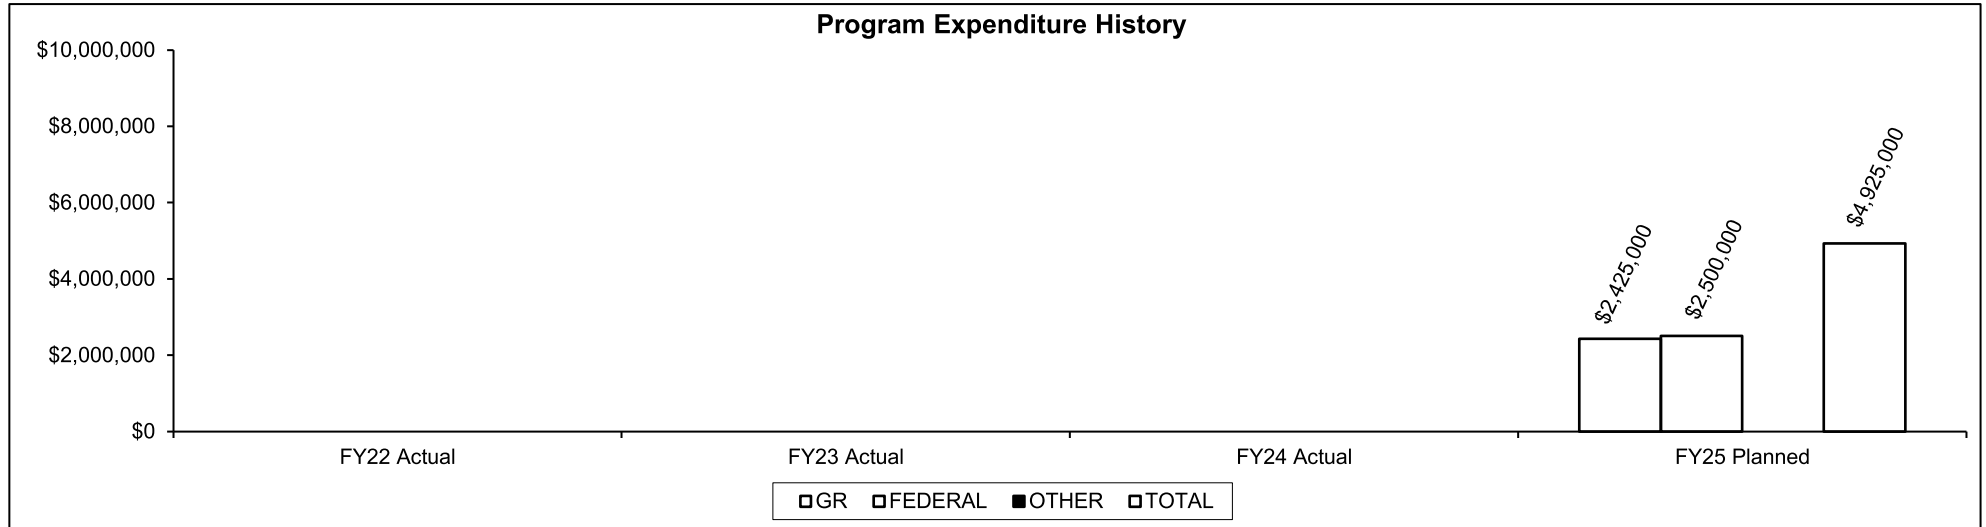 Program Expenditure History
$10,000,000
$8,000,000
$6,000,000
$4,000,000
$2,000,000
$0
$2,425,000
$2,500,000
$4,925,000
FY22 Actual
FY23 Actual
FY24 Actual
FY25 Planned
GR FEDERAL OTHER TOTAL